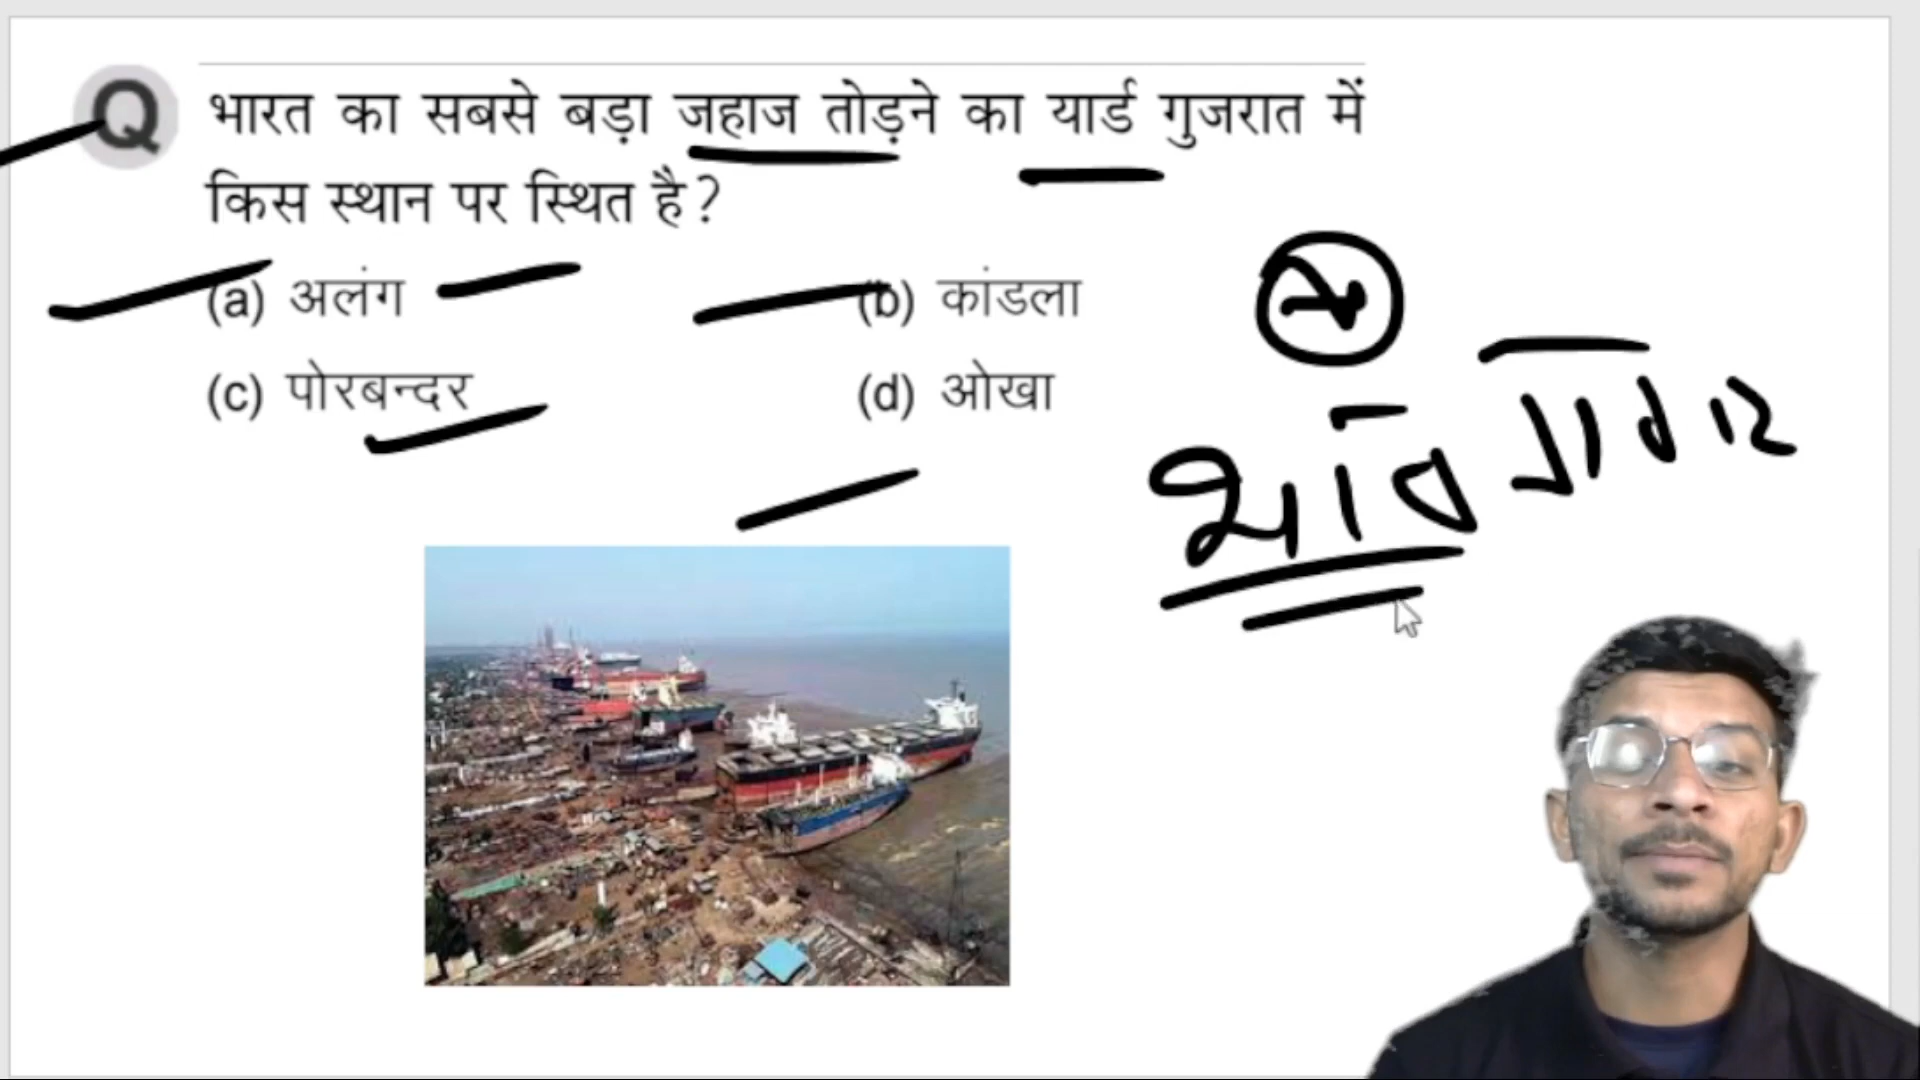 Q भारत का सबसे बड़ा जहाज तोड़ने का यार्ड गुजरात में
किस स्थान पर स्थित है?
(a) अलंग (b) कांडला
(c) पोरबन्दर (d) ओखा